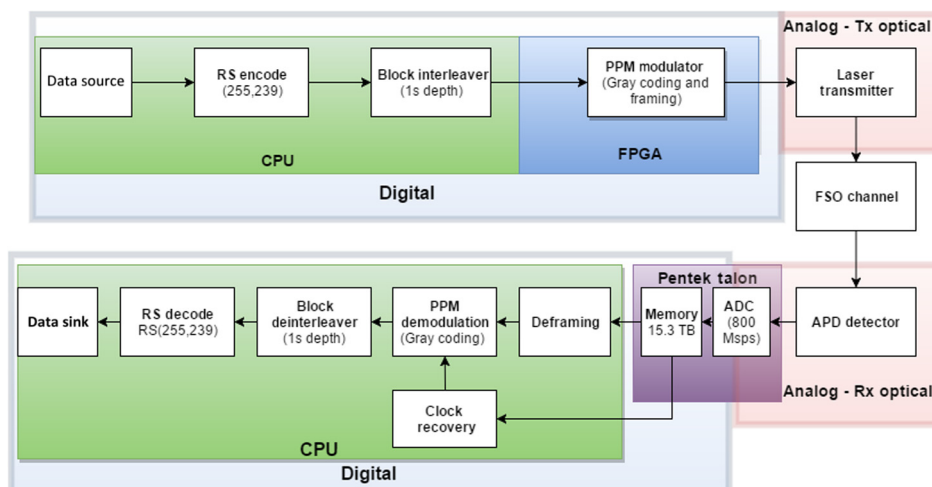 Analog - Tx optical
Data source
RS encode
(255,239)
Block interleaver
(1s depth)
PPM modulator
(Gray coding and
framing)
Laser
transmitter
CPU
FPGA
Digital
FSO channel
Pentek talon
Data sink
RS decode
RS(255,239)
Block
deinterleaver
(1s depth)
PPM
demodulation
(Gray coding)
Deframing
Memory
15.3 TB
ADC
(800
Msps)
APD detector
Analog - Rx optical
Clock
recovery
CPU
Digital